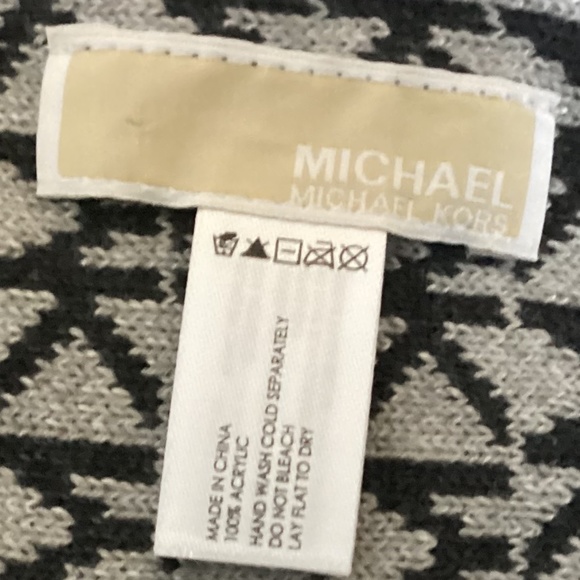 MICHAEL
MICHAEL KORS
MADE IN CHINA
100% ACRYLIC
HAND WASH COLD SEPARATELY
DO NOT BLEACH
LAY FLAT TO DRY